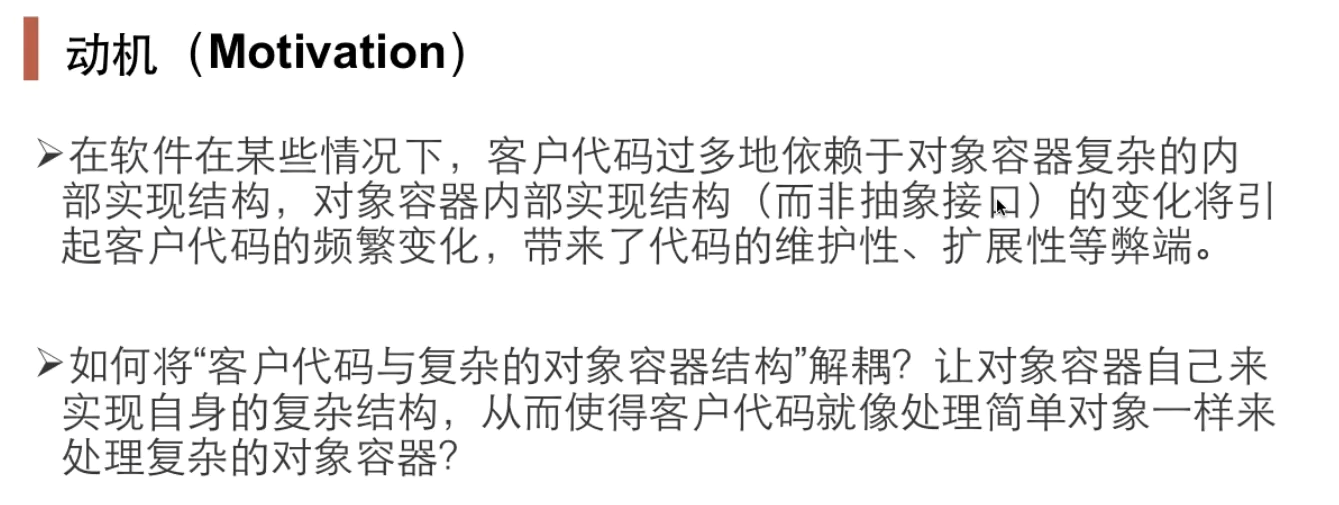 动机（Motivation）
➢在软件在某些情况下，客户代码过多地依赖于对象容器复杂的内
部实现结构，对象容器内部实现结构（而非抽象接口）的变化将引
起客户代码的频繁变化，带来了代码的维护性、扩展性等弊端。
➢如何将“客户代码与复杂的对象容器结构”解耦？让对象容器自己来
实现自身的复杂结构，从而使得客户代码就像处理简单对象一样来
处理复杂的对象容器？